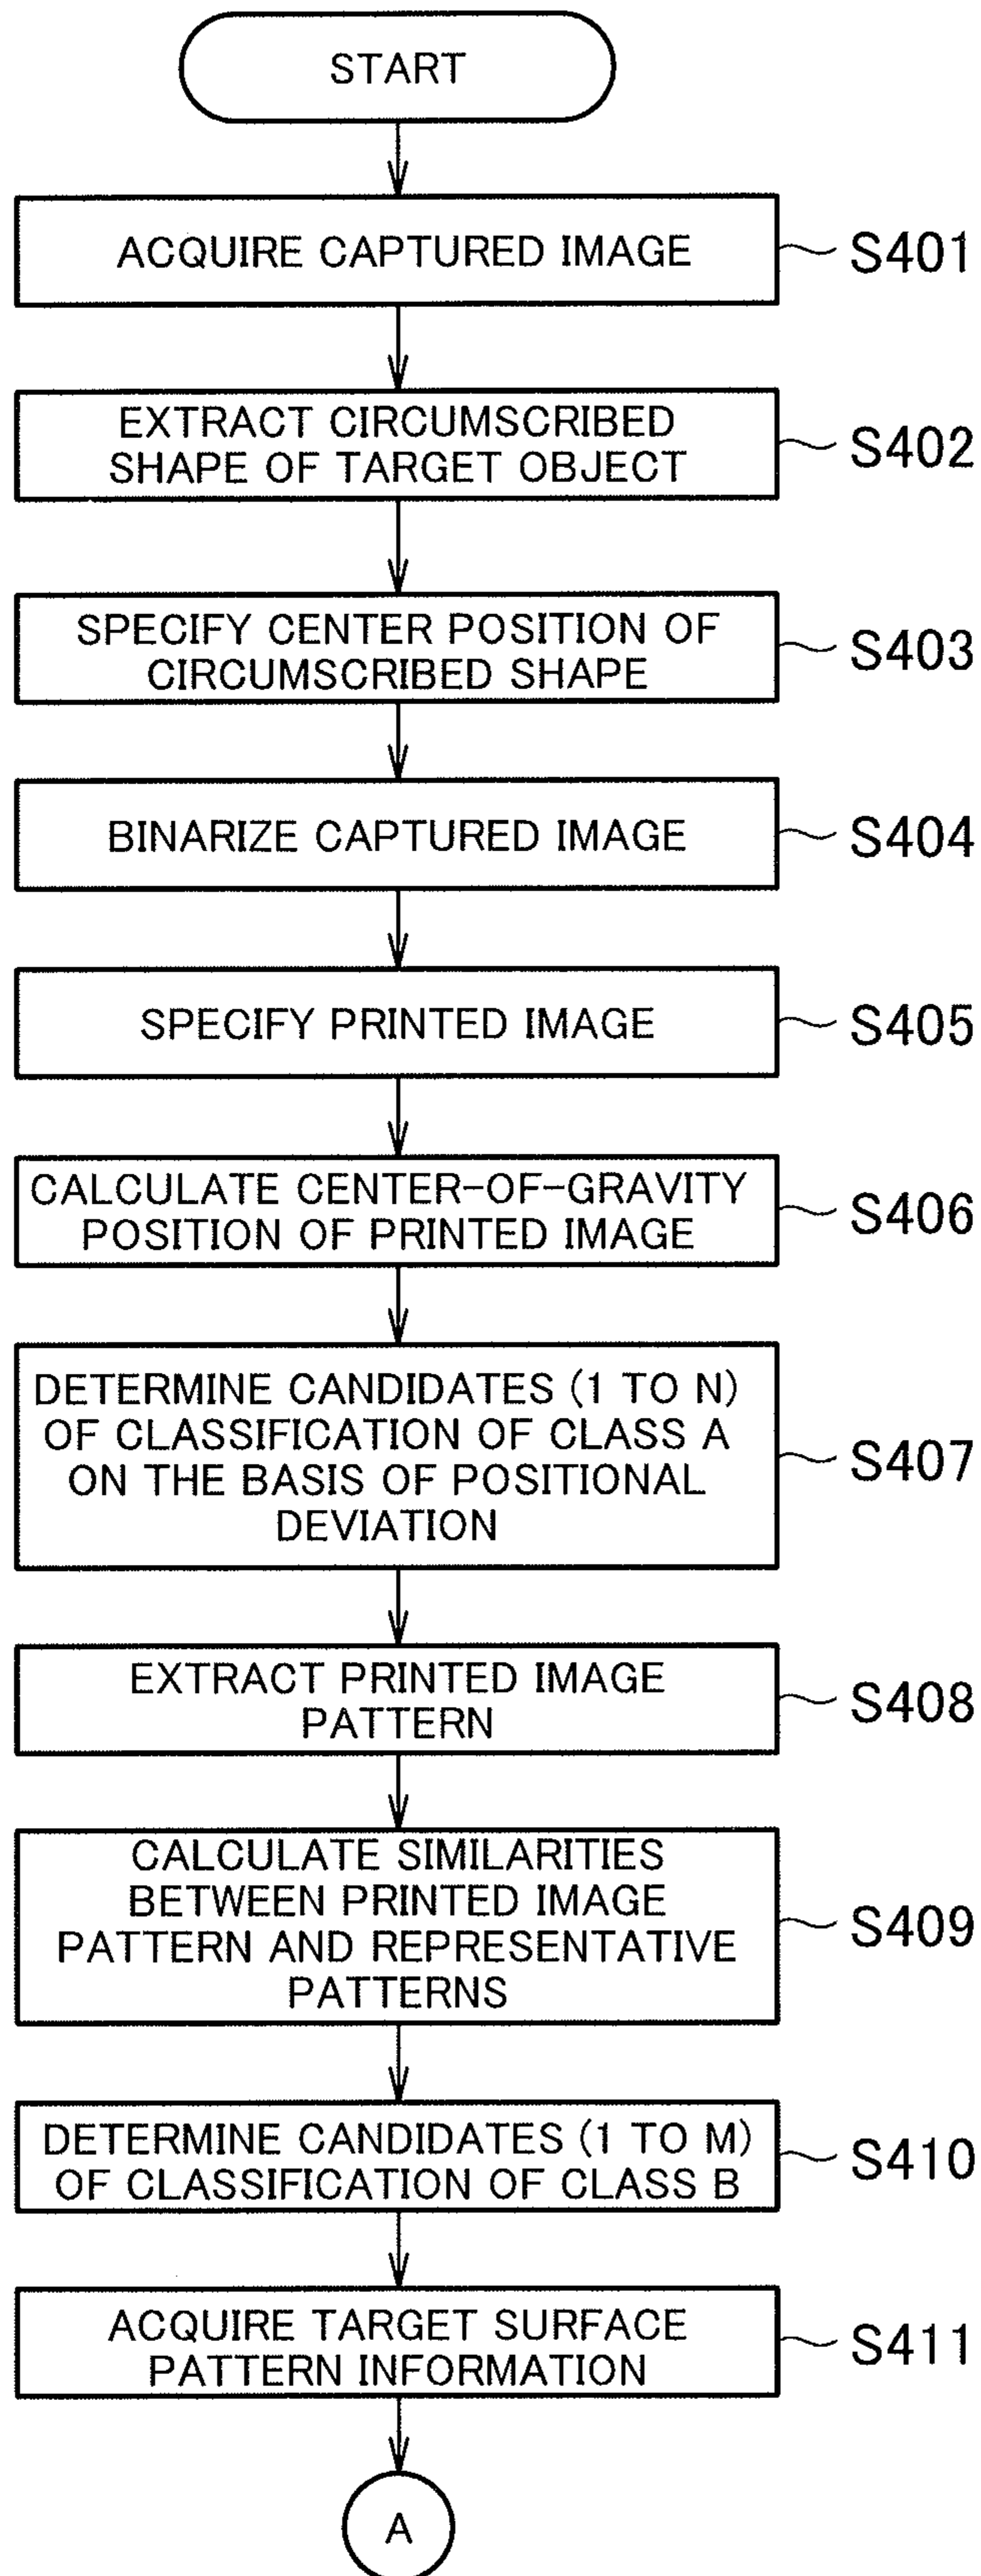 START
ACQUIRE CAPTURED IMAGE
S401
EXTRACT CIRCUMSCRIBED
SHAPE OF TARGET OBJECT
S402
SPECIFY CENTER POSITION OF
CIRCUMSCRIBED SHAPE
S403
BINARIZE CAPTURED IMAGE
S404
SPECIFY PRINTED IMAGE
S405
CALCULATE CENTER-OF-GRAVITY
POSITION OF PRINTED IMAGE
S406
DETERMINE CANDIDATES (1 TO N)
OF CLASSIFICATION OF CLASS A
ON THE BASIS OF POSITIONAL
DEVIATION
S407
EXTRACT PRINTED IMAGE
PATTERN
S408
CALCULATE SIMILARITIES
BETWEEN PRINTED IMAGE
PATTERN AND REPRESENTATIVE
PATTERNS
S409
DETERMINE CANDIDATES (1 TO M)
OF CLASSIFICATION OF CLASS B
S410
ACQUIRE TARGET SURFACE
PATTERN INFORMATION
S411
A